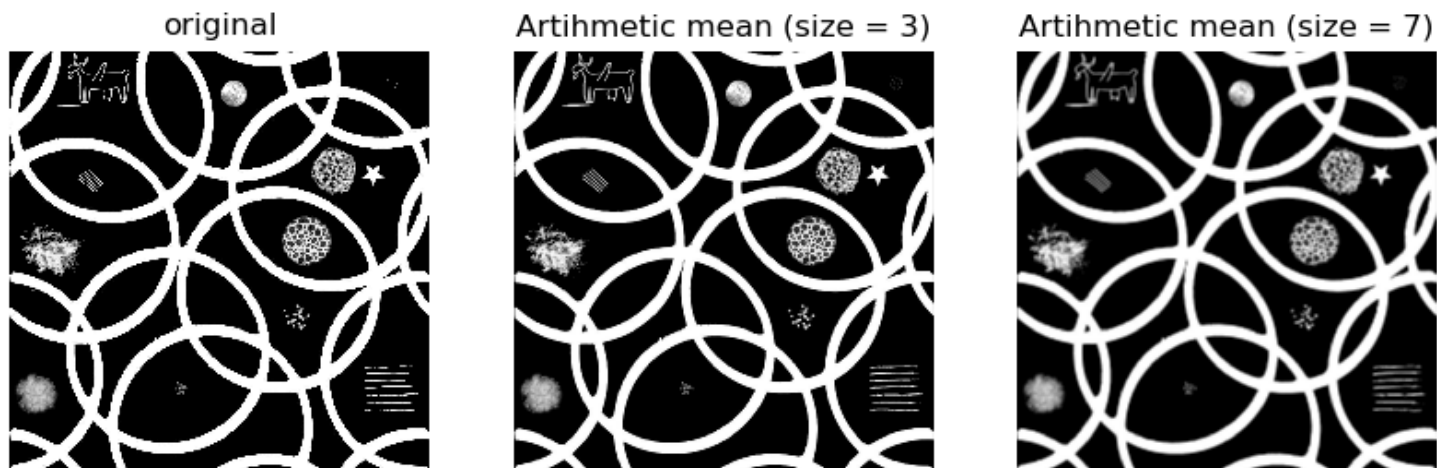 original
Artihmetic mean (size = 3)
Artihmetic mean (size = 7)